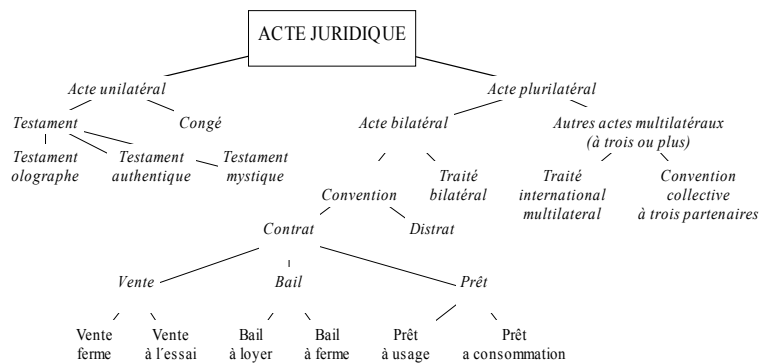 ACTE JURIDIQUE
Acte unilatéral
Acte plurilatéral
Testament
Congé
Acte bilatéral
Autres actes multilatéraux
(à trois ou plus)
Testament
olographe
Testament
authentique
Testament
mystique
Convention
Traité
bilatéral
Traité
international
multilateral
Convention
collective
à trois partenaires
Contrat
Distrat
Vente
Bail
Prêt
Vente
ferme
Vente
à l´essai
Bail
à loyer
Bail
à ferme
Prêt
à usage
Prêt
a consommation